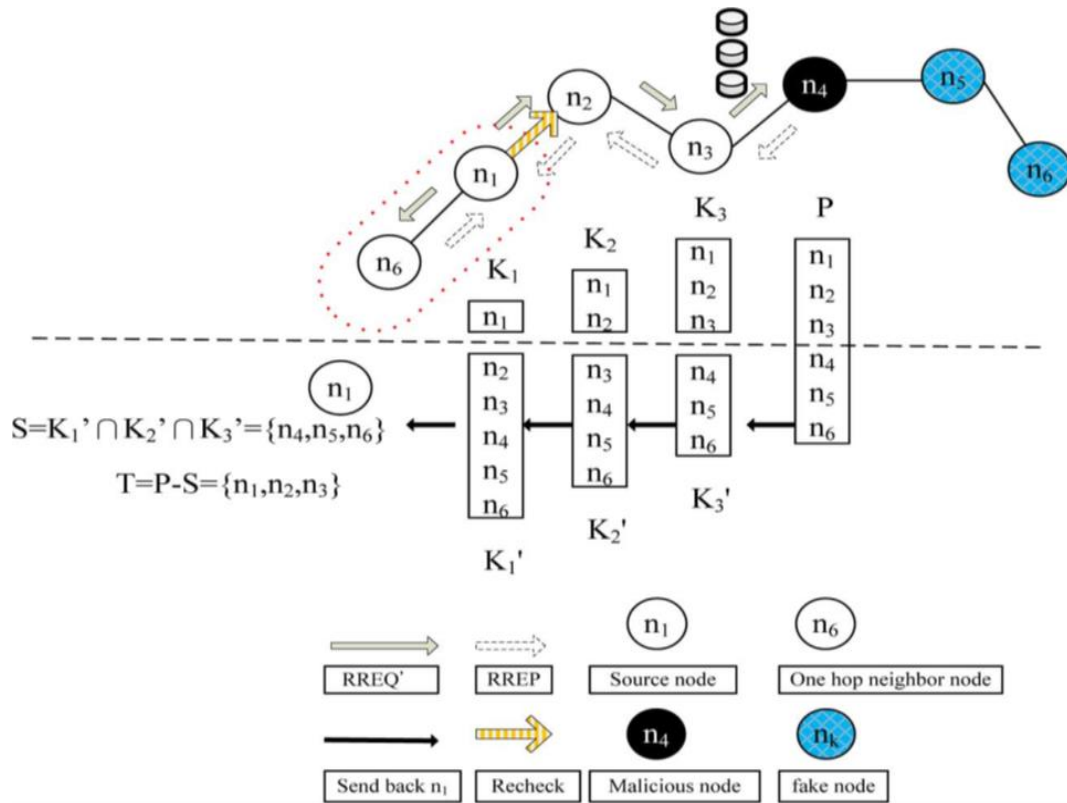 n₂
n₄
n₅
n₃
n₁
n₆
n₆
K₁
K₂
K₃
P
n₁
n₁
n₂
n₁
n₂
n₃
n₁
n₂
n₃
n₄
n₅
n₆
n₁
S=K₁'∩K₂'∩K₃'={n₄,n₅,n₆}
T=P-S={n₁,n₂,n₃}
n₂
n₃
n₄
n₅
n₆
n₃
n₄
n₅
n₆
n₄
n₅
n₆
K₁'
K₂'
K₃'
n₁
n₆
RREQ'
RREP
Source node
One hop neighbor node
n₄
nₖ
Send back n₁
Recheck
Malicious node
fake node